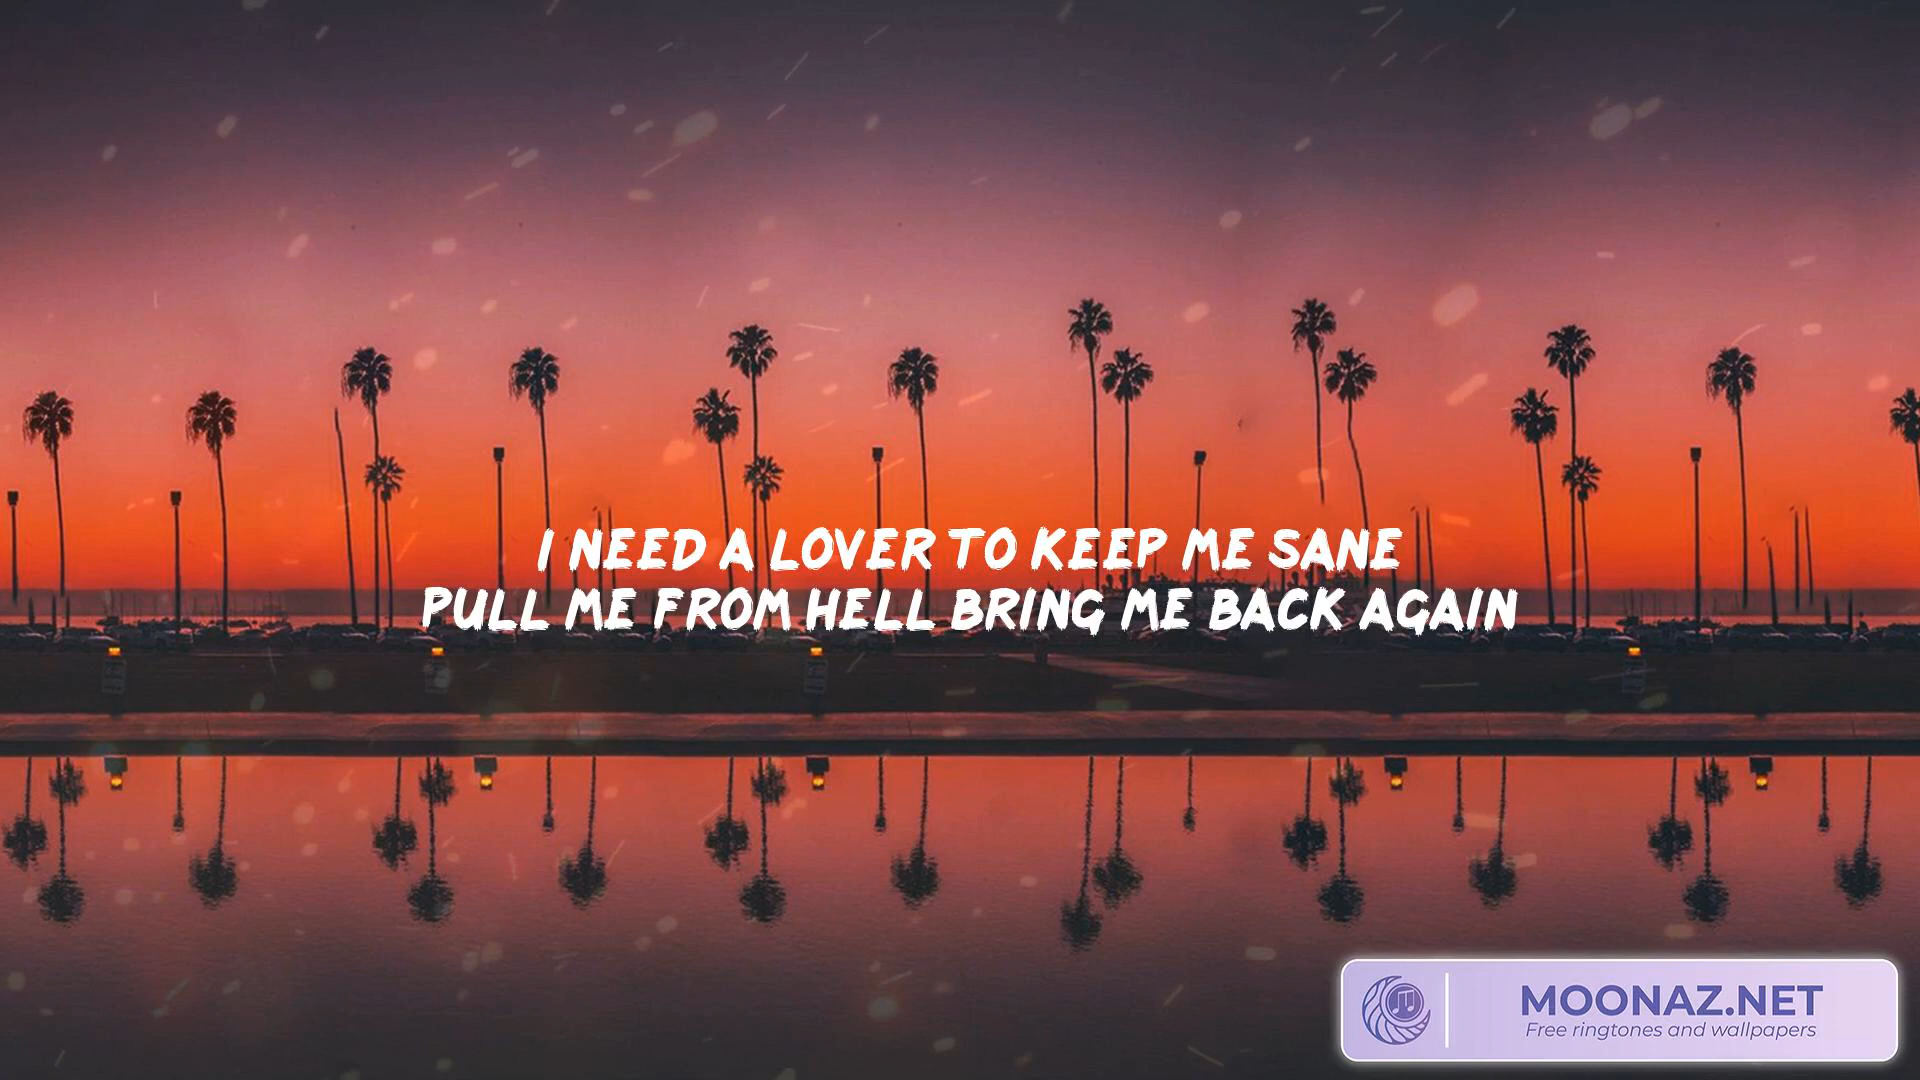 I NEED A LOVER TO KEEP ME SANE
PULL ME FROM HELL BRING ME BACK AGAIN
MOONAZ.NET
Free ringtones and wallpapers